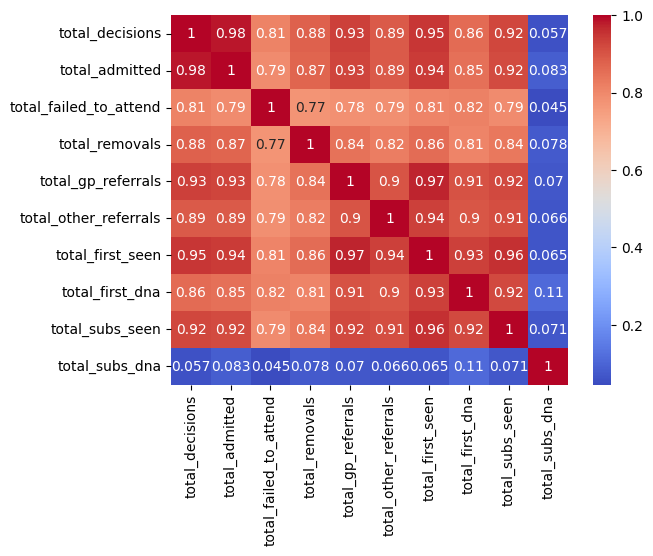 total_decisions 1 0.98 0.81 0.88 0.93 0.89 0.95 0.86 0.92 0.057
total_admitted 0.98 1 0.79 0.87 0.93 0.89 0.94 0.85 0.92 0.083
total_failed_to_attend 0.81 0.79 1 0.77 0.78 0.79 0.81 0.82 0.79 0.045
total_removals 0.88 0.87 0.77 1 0.84 0.82 0.86 0.81 0.84 0.078
total_gp_referrals 0.93 0.93 0.78 0.84 1 0.9 0.97 0.91 0.92 0.07
total_other_referrals 0.89 0.89 0.79 0.82 0.9 1 0.94 0.9 0.91 0.066
total_first_seen 0.95 0.94 0.81 0.86 0.97 0.94 1 0.93 0.96 0.065
total_first_dna 0.86 0.85 0.82 0.81 0.91 0.9 0.93 1 0.92 0.11
total_subs_seen 0.92 0.92 0.79 0.84 0.92 0.91 0.96 0.92 1 0.071
total_subs_dna 0.057 0.083 0.045 0.078 0.07 0.066 0.065 0.11 0.071 1
total_decisions
total_admitted
total_failed_to_attend
total_removals
total_gp_referrals
total_other_referrals
total_first_seen
total_first_dna
total_subs_seen
total_subs_dna
1.0
0.8
0.6
0.4
0.2